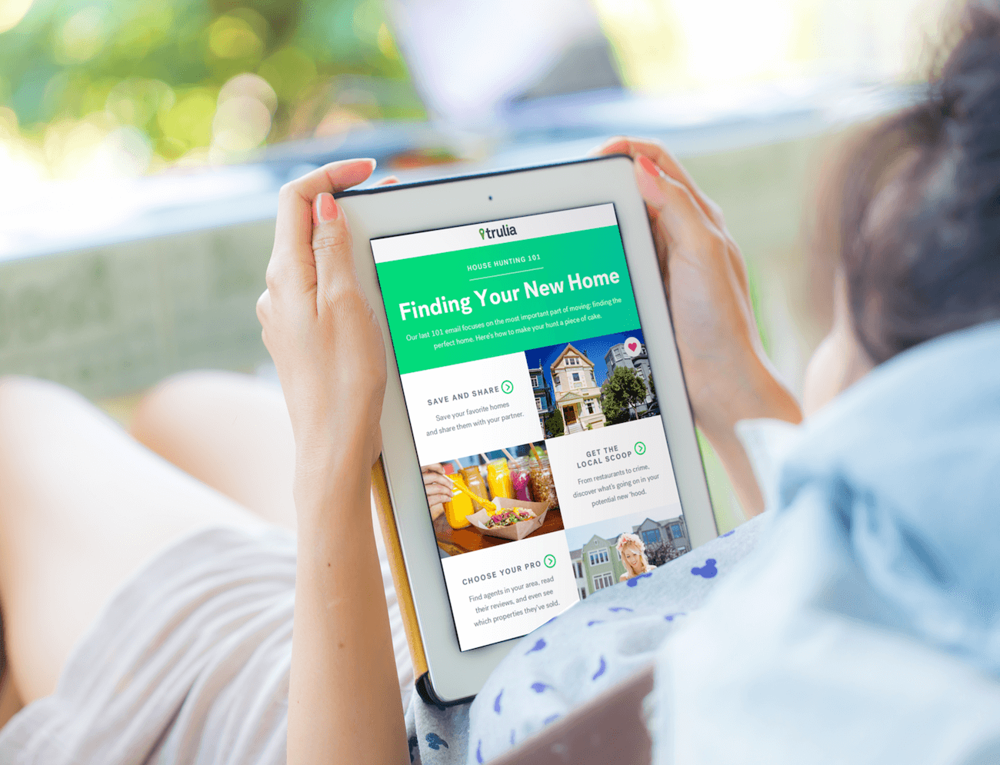 trulia
HOUSE HUNTING 101
Finding Your New Home
Our last 101 email focuses on the most important part of moving: finding the
perfect home. Here's how to make your hunt a piece of cake.
SAVE AND SHARE
Save your favorite homes
and share them with your partner.
GET THE
LOCAL SCOOP
From restaurants to crime,
discover what's going on in your
potential new 'hood.
CHOOSE YOUR PRO
Find agents in your area, read
their reviews, and even see
which properties they've sold.